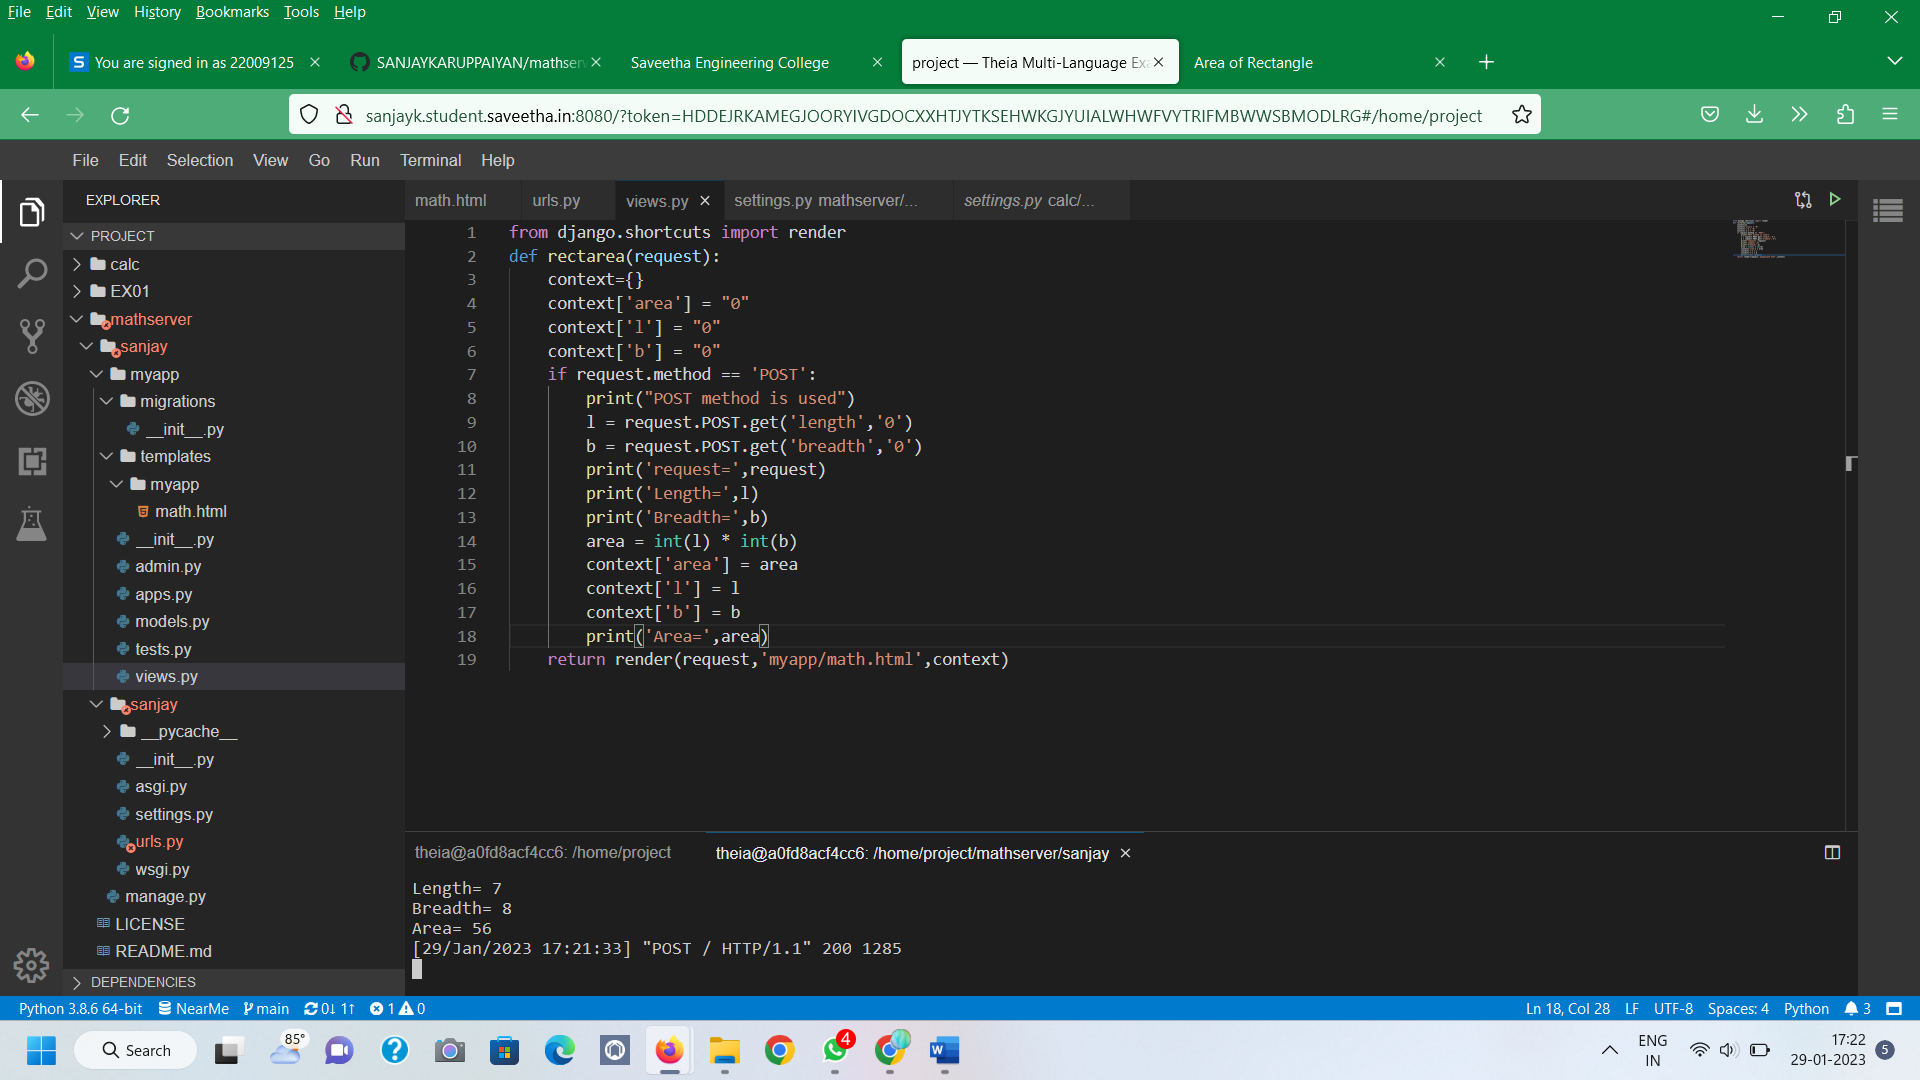 File Edit View History Bookmarks Tools Help
You are signed in as 22009125
SANJAYKARUPPAIYAN/mathser
Saveetha Engineering College
project — Theia Multi-Language Ex
Area of Rectangle
sanjayk.student.saveetha.in:8080/?token=HDDEJRKAMEGJOORYIVGDOCXXHTJYTKSEHWKGJYUIALWHWFVYTRIFMBWWSBMODLRG#/home/project
File Edit Selection View Go Run Terminal Help
EXPLORER
PROJECT
calc
EX01
mathserver
sanjay
myapp
migrations
__init__.py
templates
myapp
math.html
__init__.py
admin.py
apps.py
models.py
tests.py
views.py
sanjay
__pycache__
__init__.py
asgi.py
settings.py
urls.py
wsgi.py
manage.py
LICENSE
README.md
DEPENDENCIES
math.html urls.py views.py settings.py mathserver/... settings.py calc/...
1 from django.shortcuts import render
2 def rectarea(request):
3 context={}
4 context['area'] = "0"
5 context['l'] = "0"
6 context['b'] = "0"
7 if request.method == 'POST':
8 print("POST method is used")
9 l = request.POST.get('length','0')
10 b = request.POST.get('breadth','0')
11 print('request=',request)
12 print('Length=',l)
13 print('Breadth=',b)
14 area = int(l) * int(b)
15 context['area'] = area
16 context['l'] = l
17 context['b'] = b
18 print('Area=',area)
19 return render(request,'myapp/math.html',context)
theia@a0fd8acf4cc6: /home/project
theia@a0fd8acf4cc6: /home/project/mathserver/sanjay
Length= 7
Breadth= 8
Area= 56
[29/Jan/2023 17:21:33] "POST / HTTP/1.1" 200 1285
Python 3.8.6 64-bit NearMe main 0↓ 1↑ 1 0
Ln 18, Col 28 LF UTF-8 Spaces: 4 Python 3
Search
85°
4
ENG
IN
17:22
29-01-2023
5